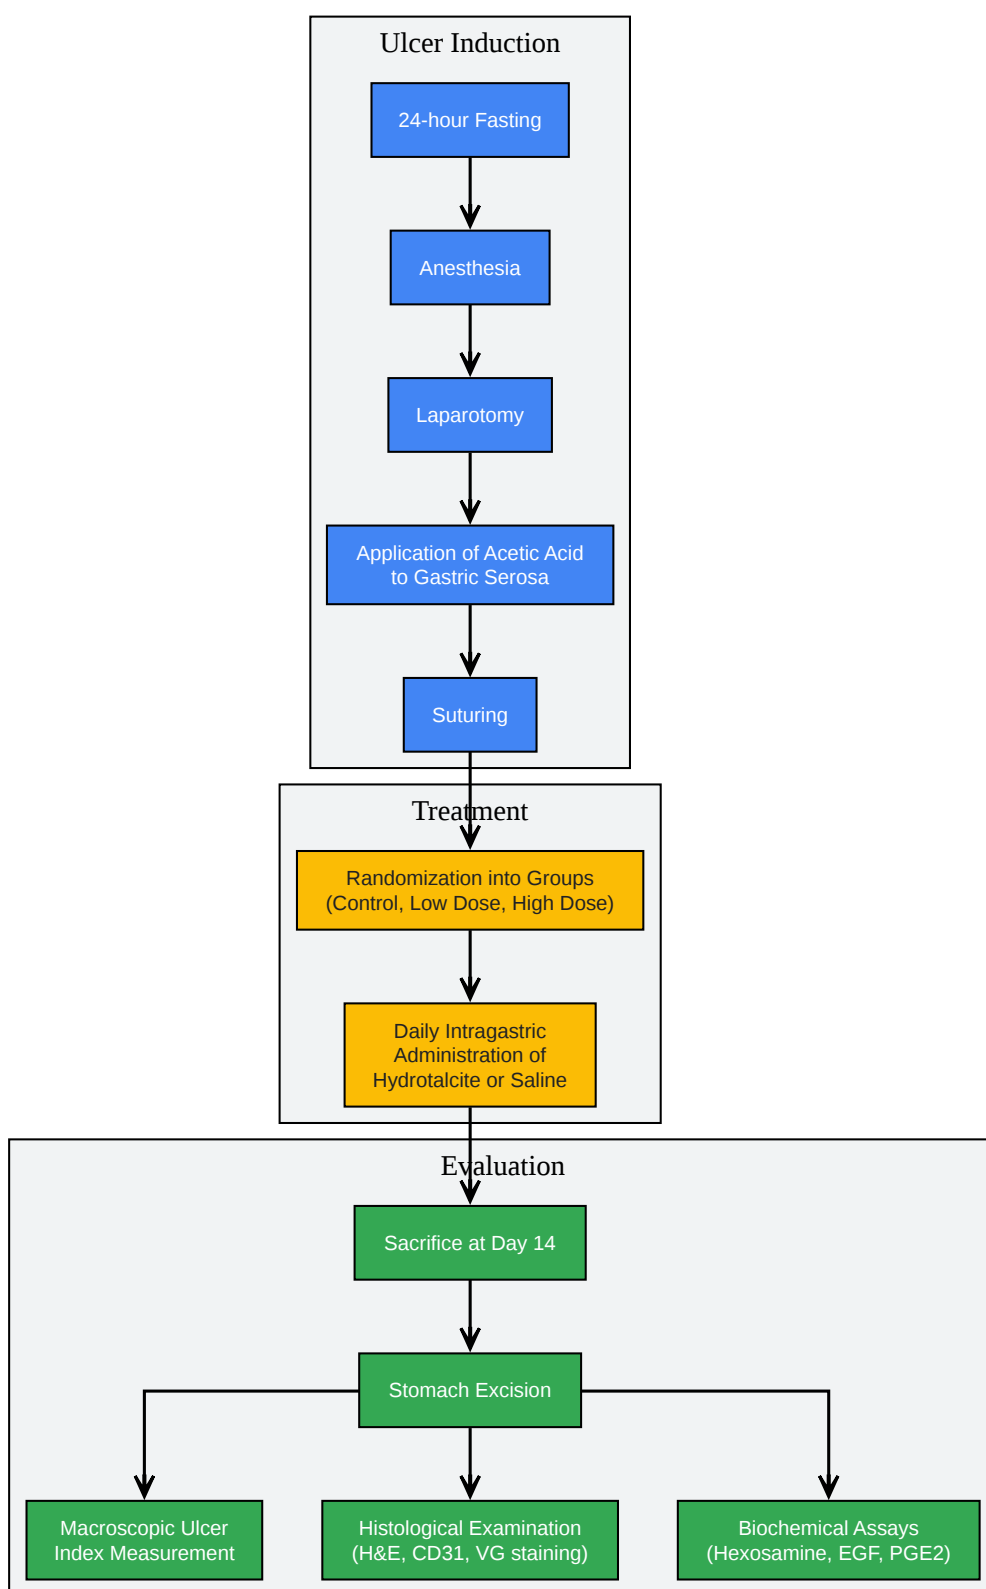 Ulcer Induction
24-hour Fasting
Anesthesia
Laparotomy
Application of Acetic Acid
to Gastric Serosa
Suturing
Treatment
Randomization into Groups
(Control, Low Dose, High Dose)
Daily Intragastric
Administration of
Hydrotalcite or Saline
Evaluation
Sacrifice at Day 14
Stomach Excision
Macroscopic Ulcer
Index Measurement
Histological Examination
(H&E, CD31, VG staining)
Biochemical Assays
(Hexosamine, EGF, PGE2)